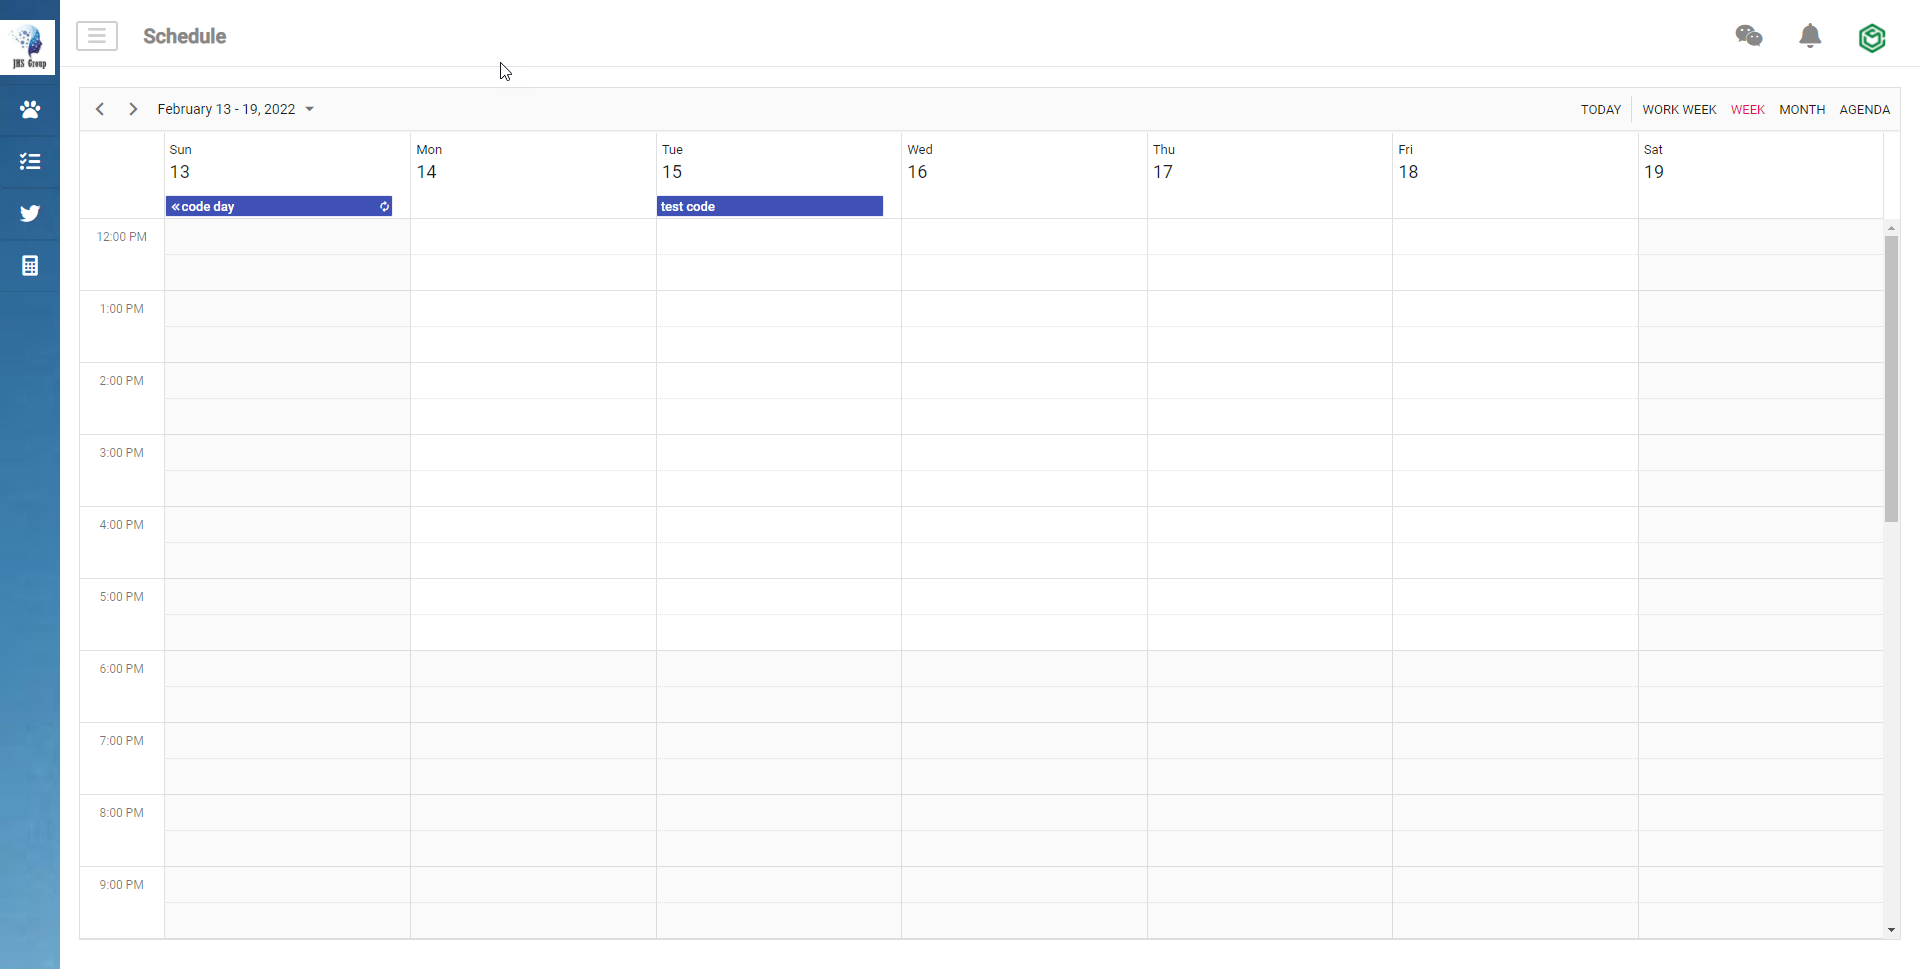 JHS Group
Schedule
February 13 - 19, 2022
TODAY
WORK WEEK
WEEK
MONTH
AGENDA
Sun
13
Mon
14
Tue
15
Wed
16
Thu
17
Fri
18
Sat
19
«code day
test code
12:00 PM
1:00 PM
2:00 PM
3:00 PM
4:00 PM
5:00 PM
6:00 PM
7:00 PM
8:00 PM
9:00 PM